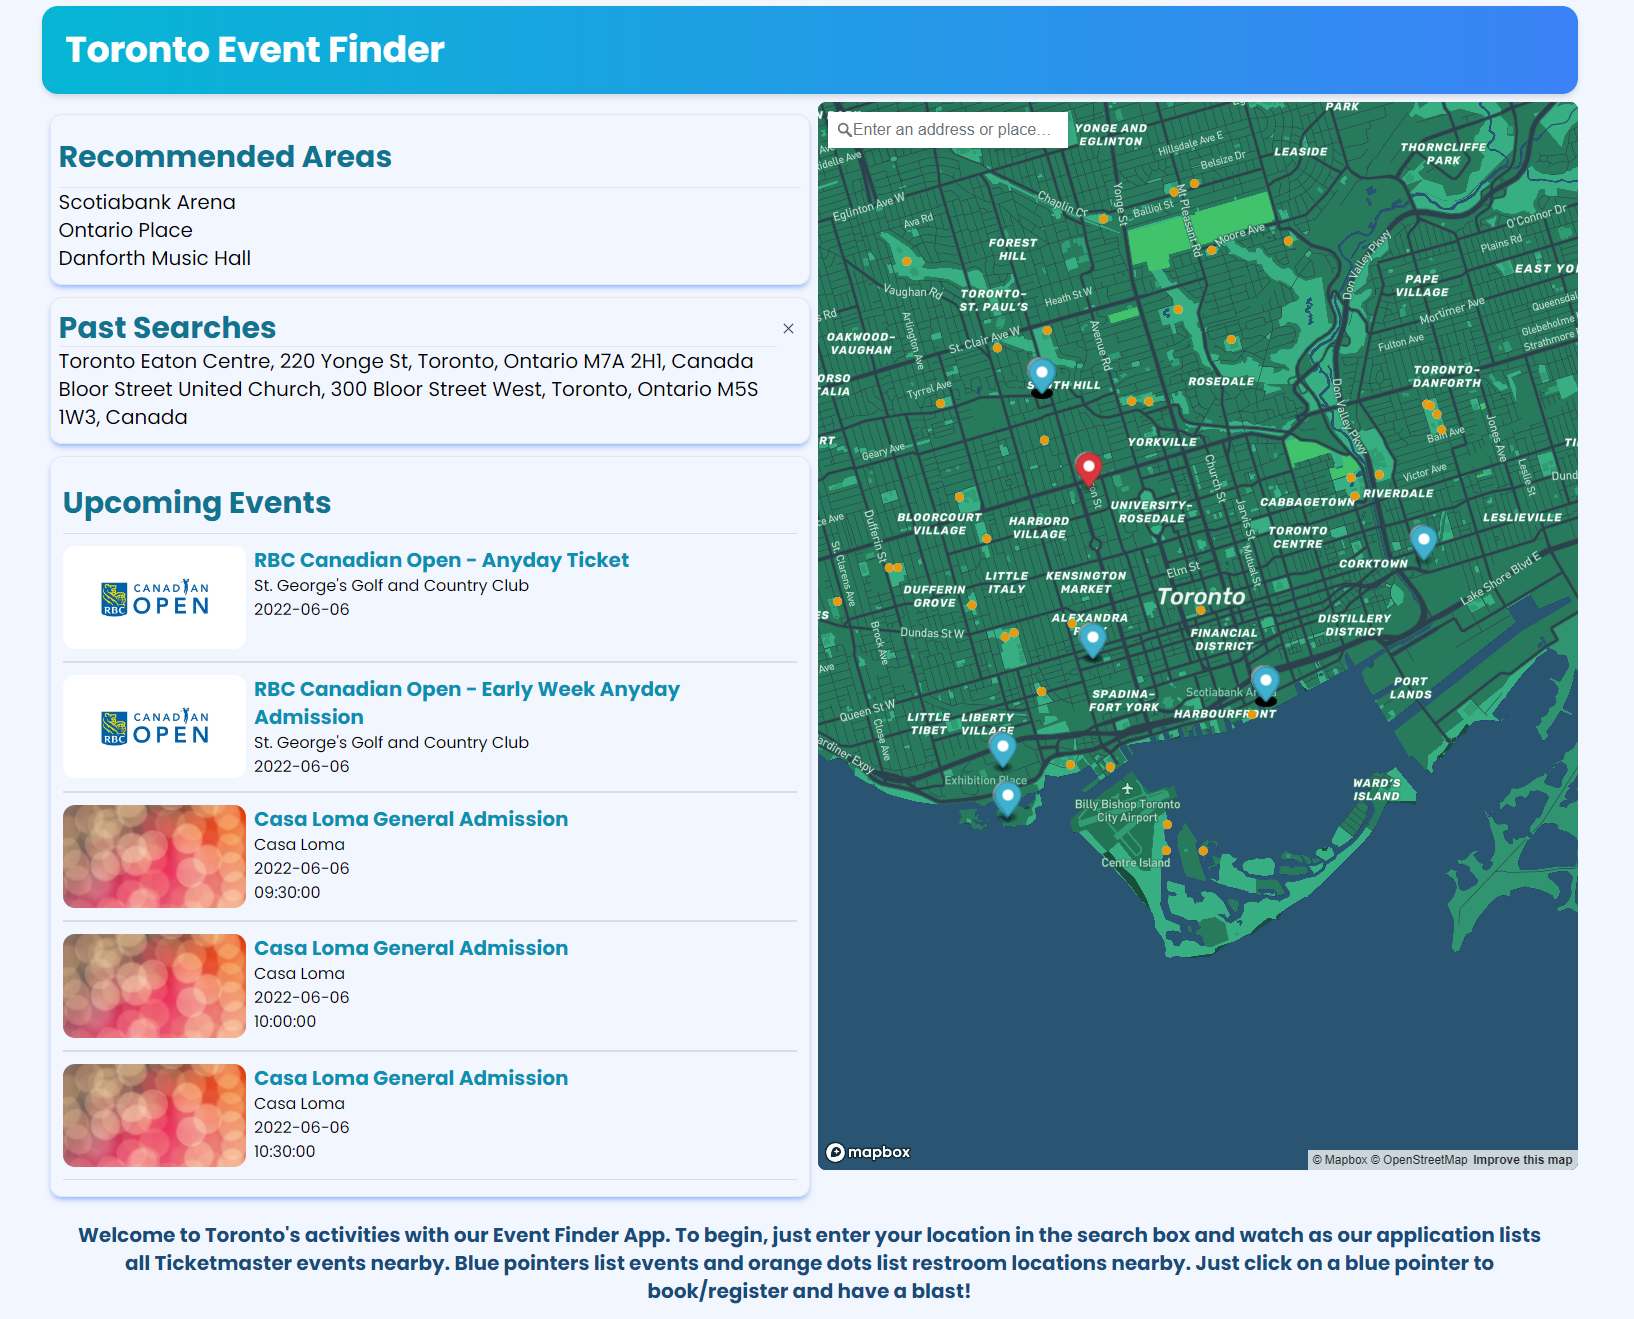 Toronto Event Finder
Recommended Areas
Scotiabank Arena
Ontario Place
Danforth Music Hall
Past Searches
Toronto Eaton Centre, 220 Yonge St, Toronto, Ontario M7A 2H1, Canada
Bloor Street United Church, 300 Bloor Street West, Toronto, Ontario M5S
1W3, Canada
Upcoming Events
RBC
CANADIAN
OPEN
RBC Canadian Open - Anyday Ticket
St. George's Golf and Country Club
2022-06-06
RBC
CANADIAN
OPEN
RBC Canadian Open - Early Week Anyday
Admission
St. George's Golf and Country Club
2022-06-06
Casa Loma General Admission
Casa Loma
2022-06-06
09:30:00
Casa Loma General Admission
Casa Loma
2022-06-06
10:00:00
Casa Loma General Admission
Casa Loma
2022-06-06
10:30:00
Enter an address or place...
PARK
YONGE AND
EGLINTON
Hillsdale Ave E
Belsize Dr
LEASIDE
THORNCLIFFE
PARK
Eglinton Ave W
Ava Rd
Chaplin Cr
Yonge St
Balliol St
Mt Pleasant Rd
Moore Ave
O'Connor Dr
Plains Rd
FOREST
HILL
Don Valley Pkwy
EAST YO
PAPE
VILLAGE
Vaughan Rd
TORONTO-
ST. PAUL'S
Heath St W
Mortimer Ave
Queensda
Glebeholme
Strathmore
Arlington Ave
OAKWOOD-
VAUGHAN
St. Clair Ave W
Avenue Rd
Fulton Ave
TORONTO-
DANFORTH
Tyrrel Ave
TH HILL
ROSEDALE
Don Valley Pkwy
Bain Ave
Jones Ave
Geary Ave
YORKVILLE
Church St
Victor Ave
Leslie St
Dund
BLOORCOURT
VILLAGE
HARBORD
VILLAGE
UNIVERSITY-
ROSEDALE
Jarvis St
CABBAGETOWN
RIVERDALE
LESLIEVILLE
Dufferin St
St. Clarens Ave
TORONTO
CENTRE
CORKTOWN
Mutual St
Elm St
LITTLE
ITALY
KENSINGTON
MARKET
DUFFERIN
GROVE
Toronto
Lake Shore Blvd E
ALEXANDRA
Brock Ave
Dundas St W
FINANCIAL
DISTRICT
DISTILLERY
DISTRICT
SPADINA-
FORT YORK
Scotiabank
HARBOURFRONT
PORT
LANDS
Queen St W
Close Ave
LITTLE
TIBET
LIBERTY
VILLAGE
ardiner Expy
Exhibition Place
WARD'S
ISLAND
Billy Bishop Toronto
City Airport
Centre Island
mapbox
© Mapbox © OpenStreetMap Improve this map
Welcome to Toronto's activities with our Event Finder App. To begin, just enter your location in the search box and watch as our application lists
all Ticketmaster events nearby. Blue pointers list events and orange dots list restroom locations nearby. Just click on a blue pointer to
book/register and have a blast!